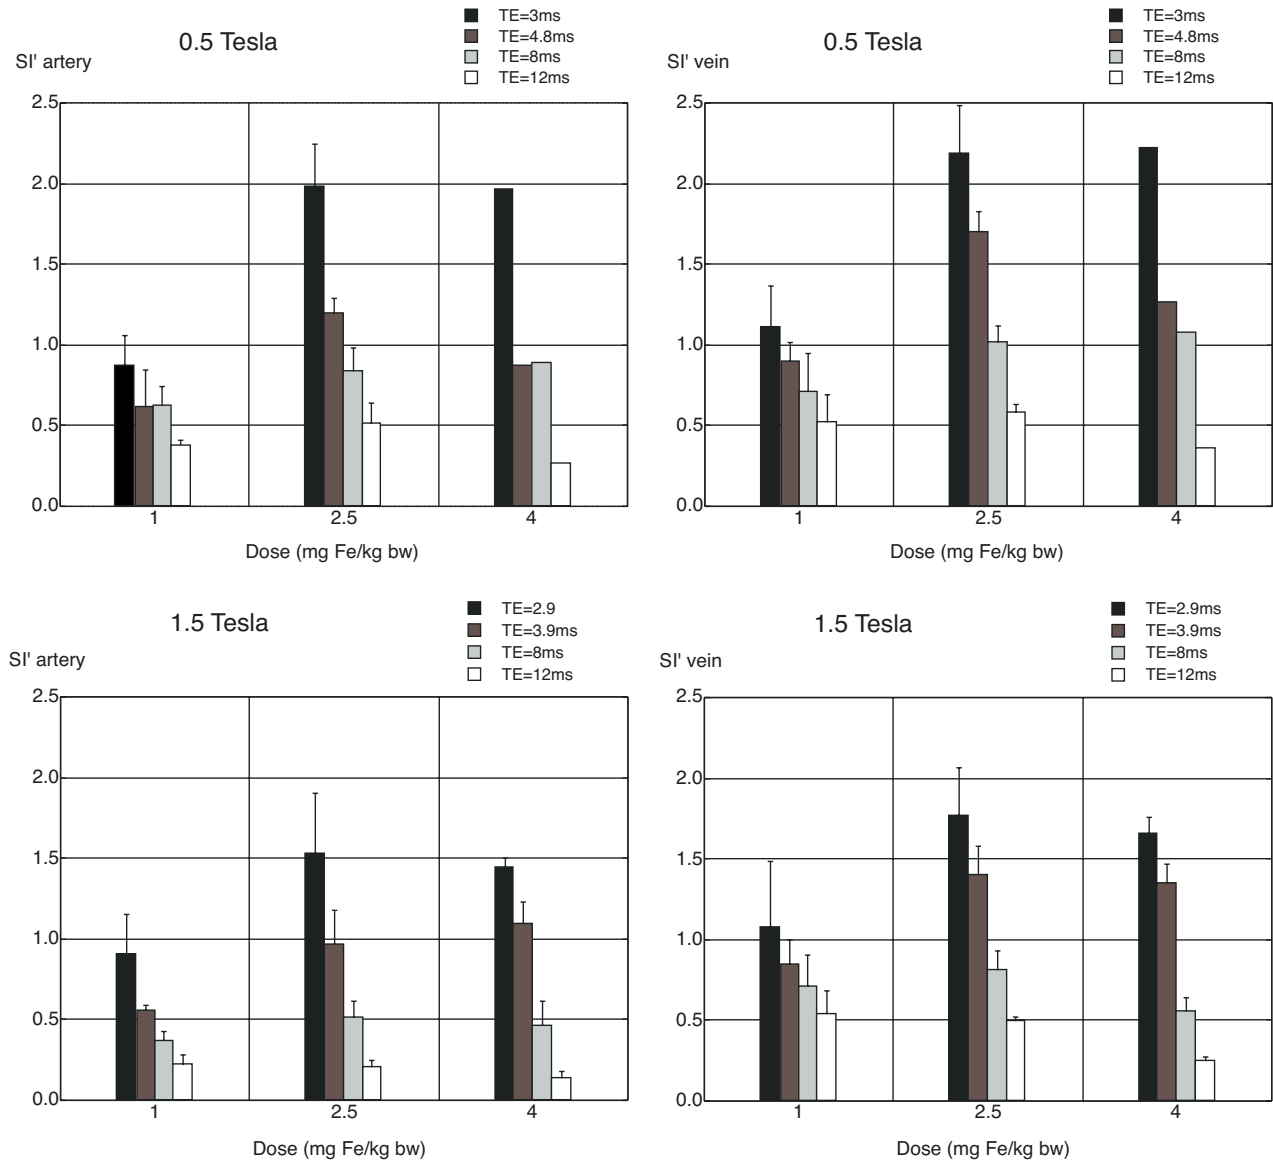 0.5 Tesla
SI' artery
TE=3ms
TE=4.8ms
TE=8ms
TE=12ms
2.5
2.0
1.5
1.0
0.5
0.0
1 2.5 4
Dose (mg Fe/kg bw)
0.5 Tesla
SI' vein
TE=3ms
TE=4.8ms
TE=8ms
TE=12ms
2.5
2.0
1.5
1.0
0.5
0.0
1 2.5 4
Dose (mg Fe/kg bw)
1.5 Tesla
SI' artery
TE=2.9
TE=3.9ms
TE=8ms
TE=12ms
2.5
2.0
1.5
1.0
0.5
0.0
1 2.5 4
Dose (mg Fe/kg bw)
1.5 Tesla
SI' vein
TE=2.9ms
TE=3.9ms
TE=8ms
TE=12ms
2.5
2.0
1.5
1.0
0.5
0.0
1 2.5 4
Dose (mg Fe/kg bw)